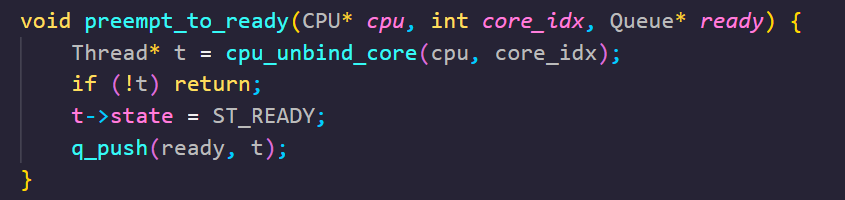 void preempt_to_ready(CPU* cpu, int core_idx, Queue* ready) {
    Thread* t = cpu_unbind_core(cpu, core_idx);
    if (!t) return;
    t->state = ST_READY;
    q_push(ready, t);
}